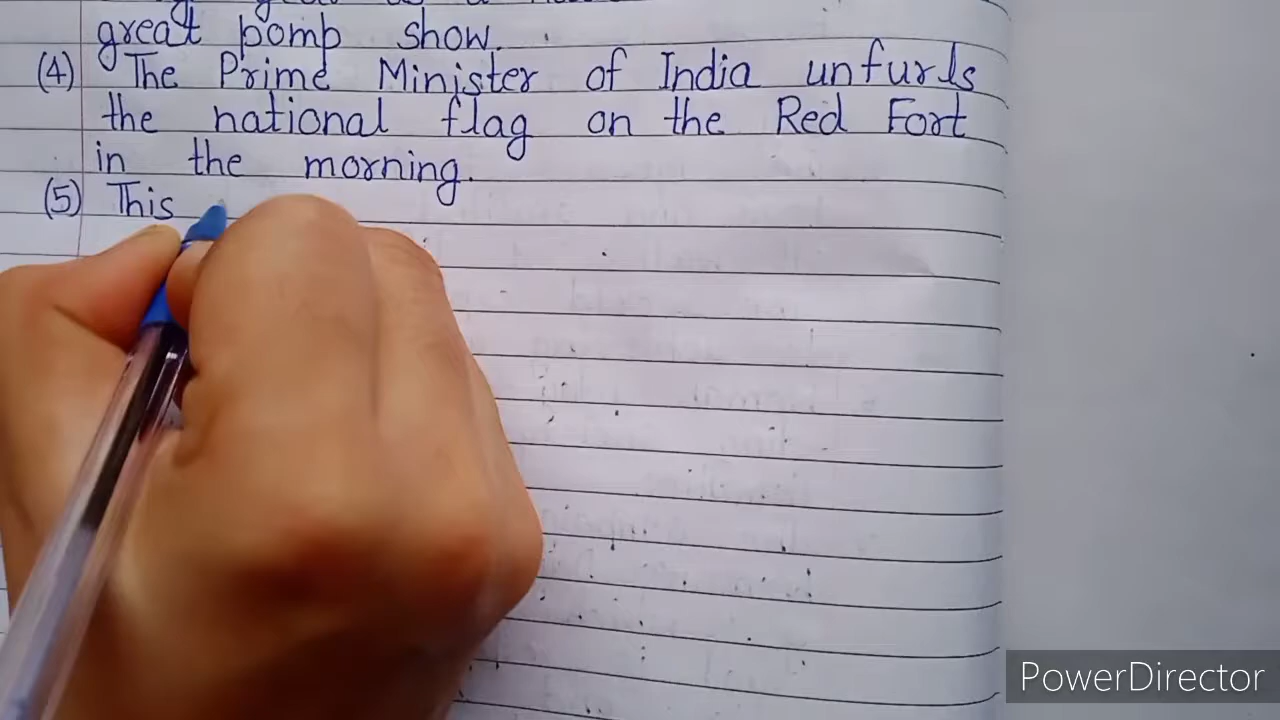 great pomp show.
(4) The Prime Minister of India unfurls
the national flag on the Red Fort
in the morning.
(5) This
PowerDirector